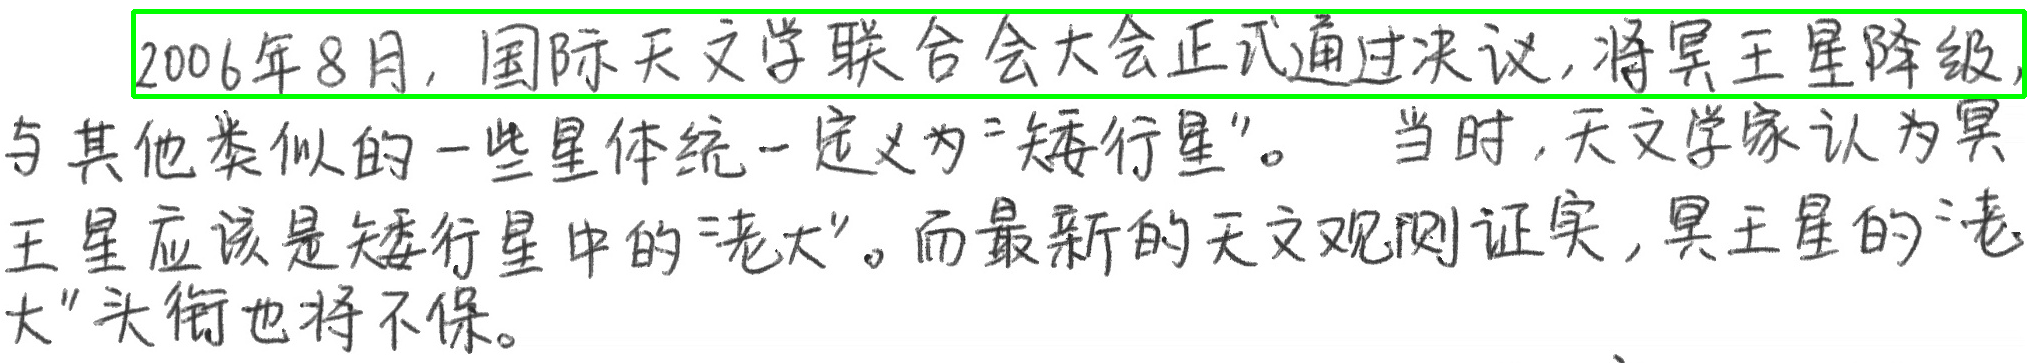 2006年8月，国际天文学联合会大会正式通过决议，将冥王星降级，
与其他类似的一些星体统一定义为“矮行星”。 当时，天文学家认为冥
王星应该是矮行星中的“老大”。而最新的天文观测证实，冥王星的“老
大”头衔也将不保。